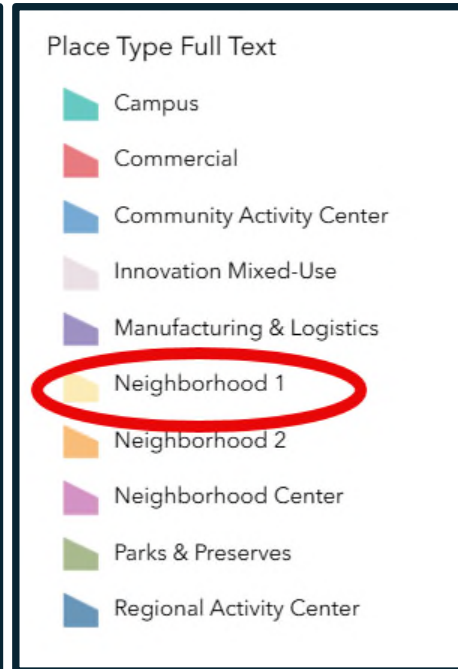 Place Type Full Text
Campus
Commercial
Community Activity Center
Innovation Mixed-Use
Manufacturing & Logistics
Neighborhood 1
Neighborhood 2
Neighborhood Center
Parks & Preserves
Regional Activity Center